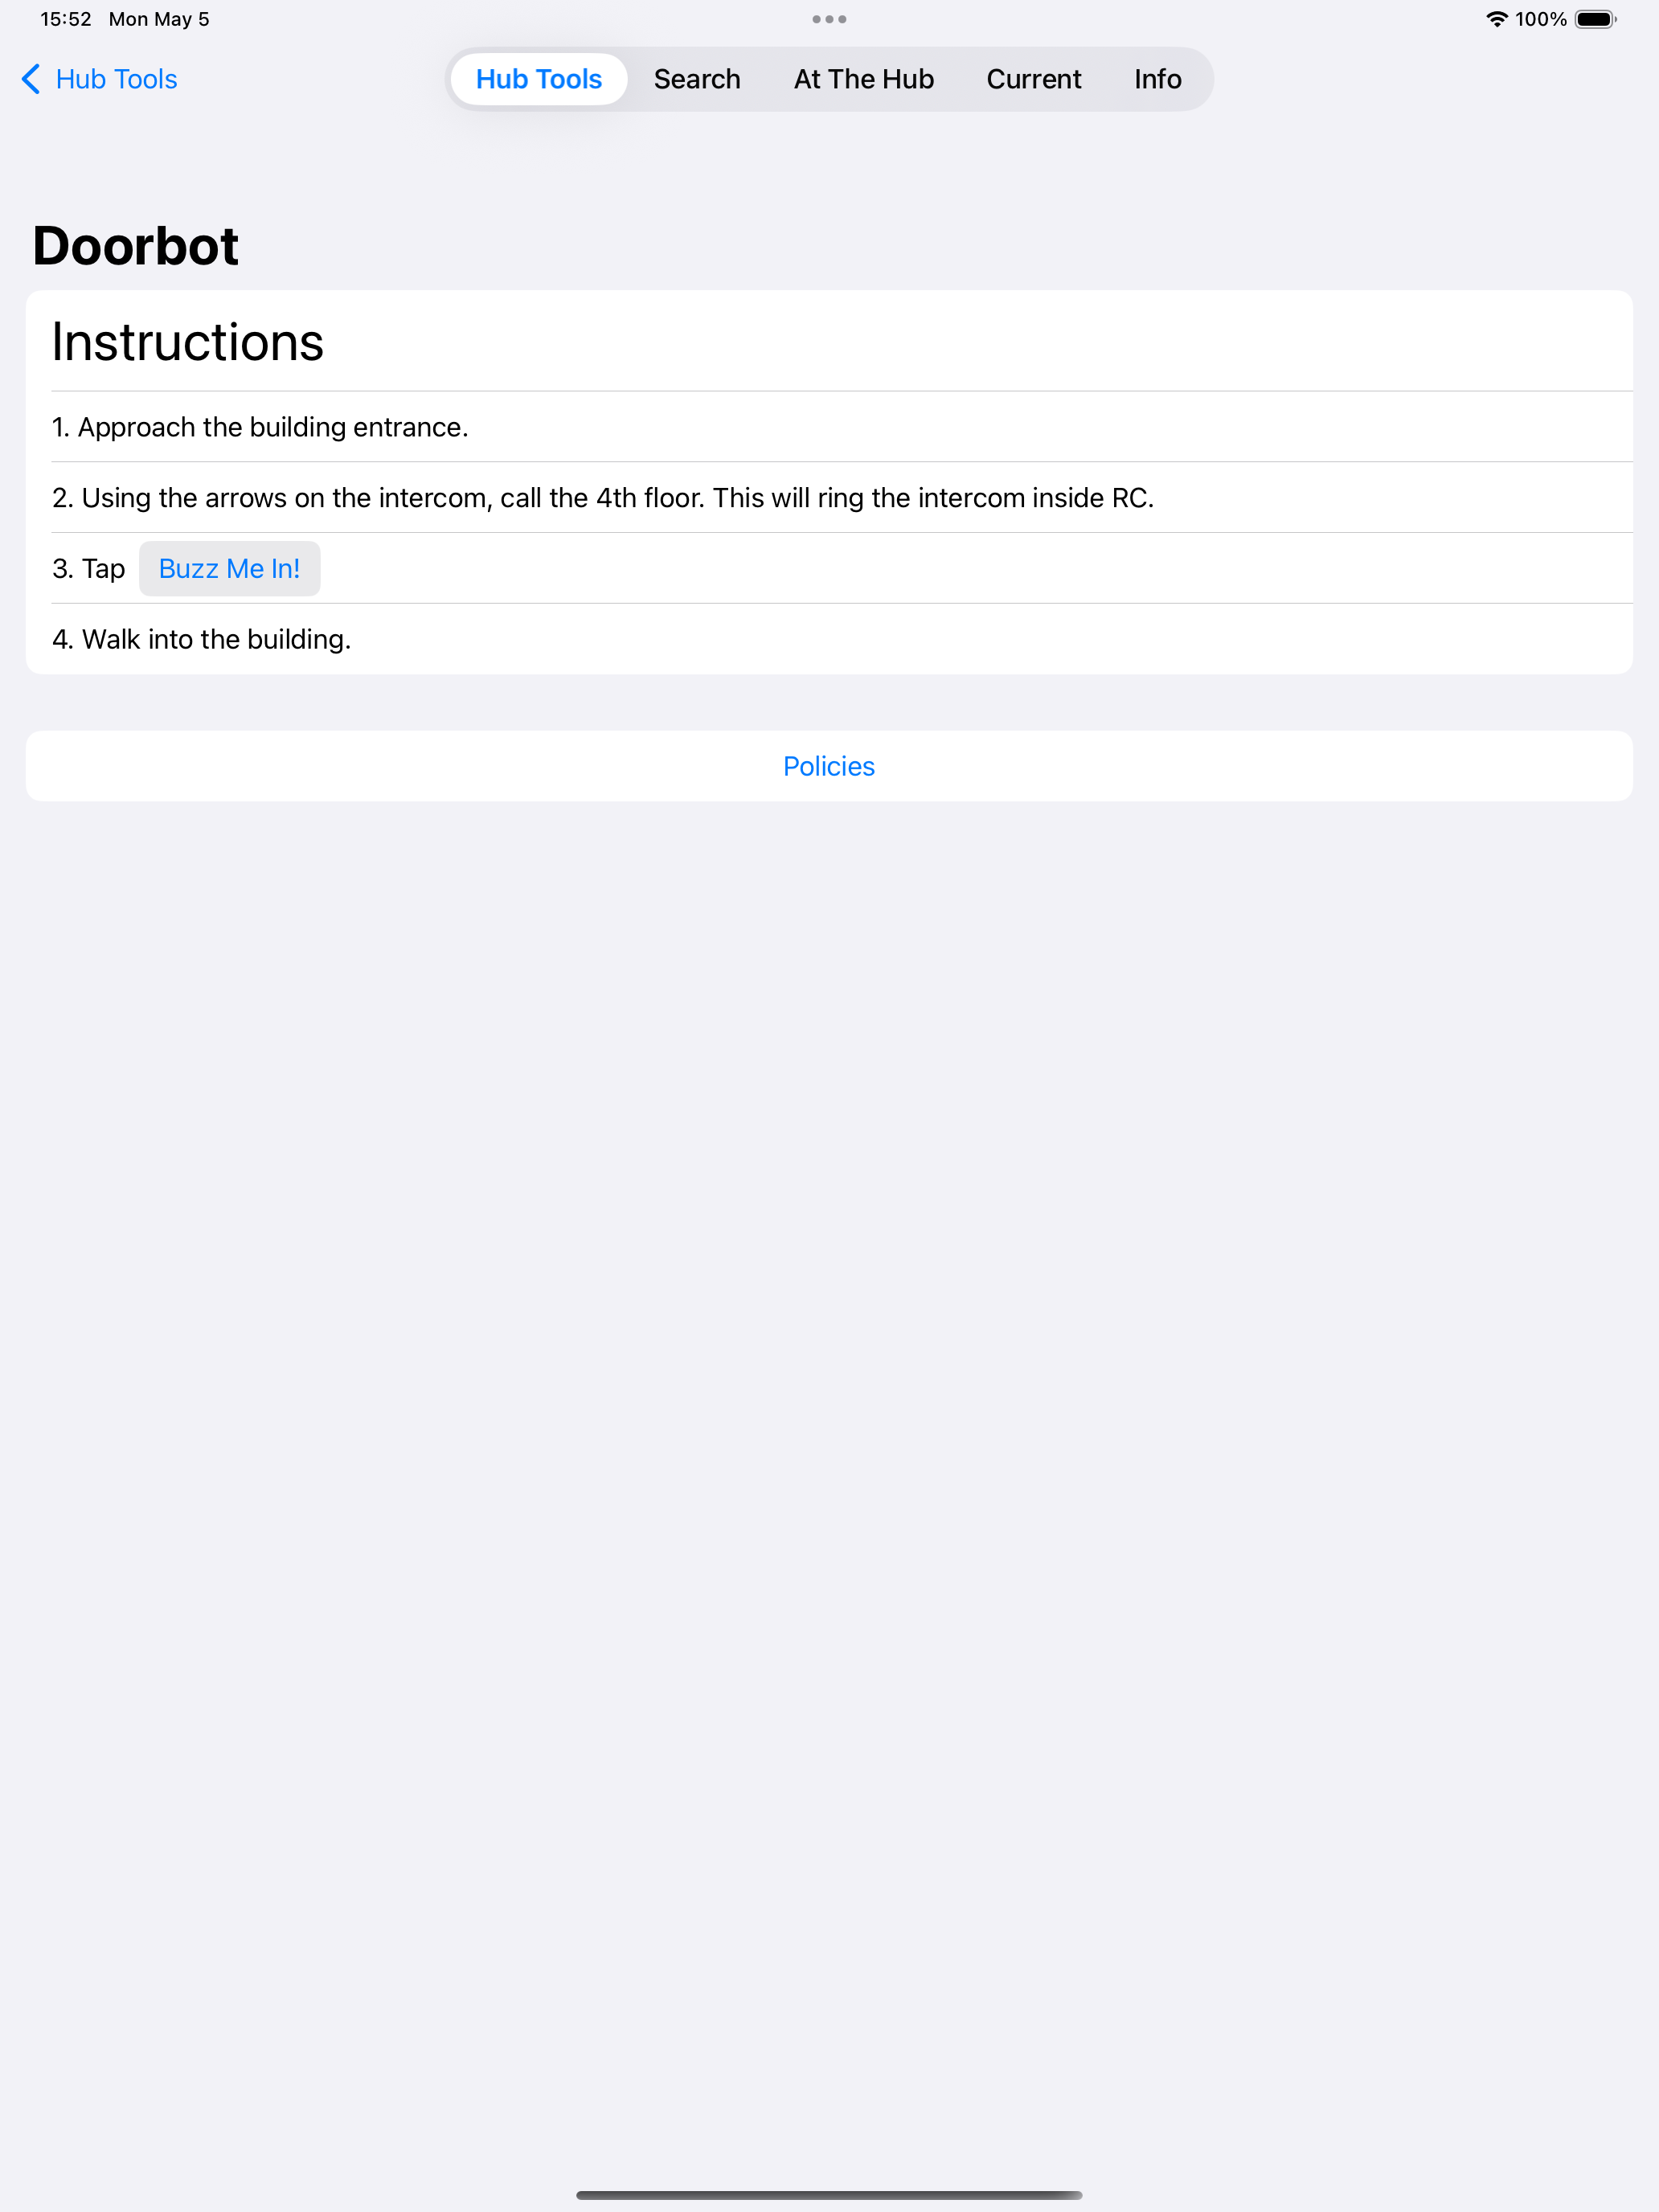 15:52 Mon May 5
100%
Hub Tools
Hub Tools Search At The Hub Current Info
Doorbot
Instructions
1. Approach the building entrance.
2. Using the arrows on the intercom, call the 4th floor. This will ring the intercom inside RC.
3. Tap Buzz Me In!
4. Walk into the building.
Policies